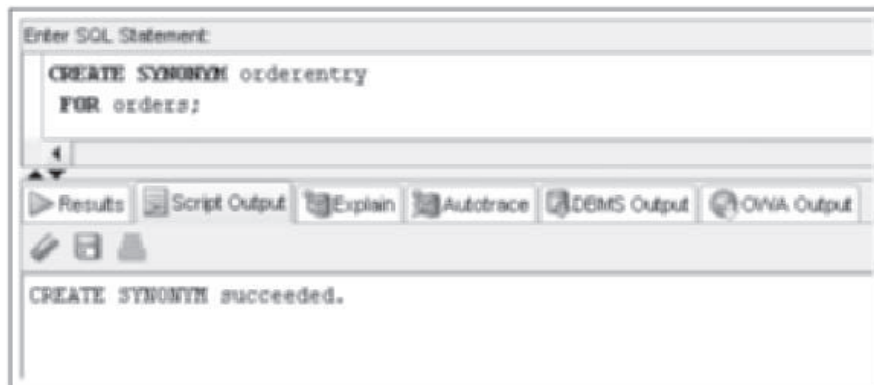 Enter SQL Statement:
CREATE SYNONYM orderentry
FOR orders;
Results Script Output Explain Autotrace DBMS Output OWA Output
CREATE SYNONYM succeeded.